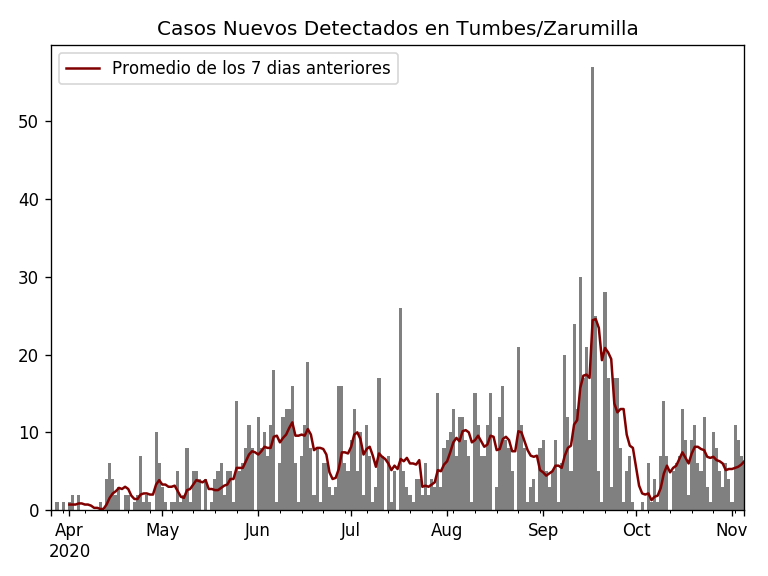 Casos Nuevos Detectados en Tumbes/Zarumilla
Promedio de los 7 dias anteriores
50
40
30
20
10
0
Apr May Jun Jul Aug Sep Oct Nov
2020